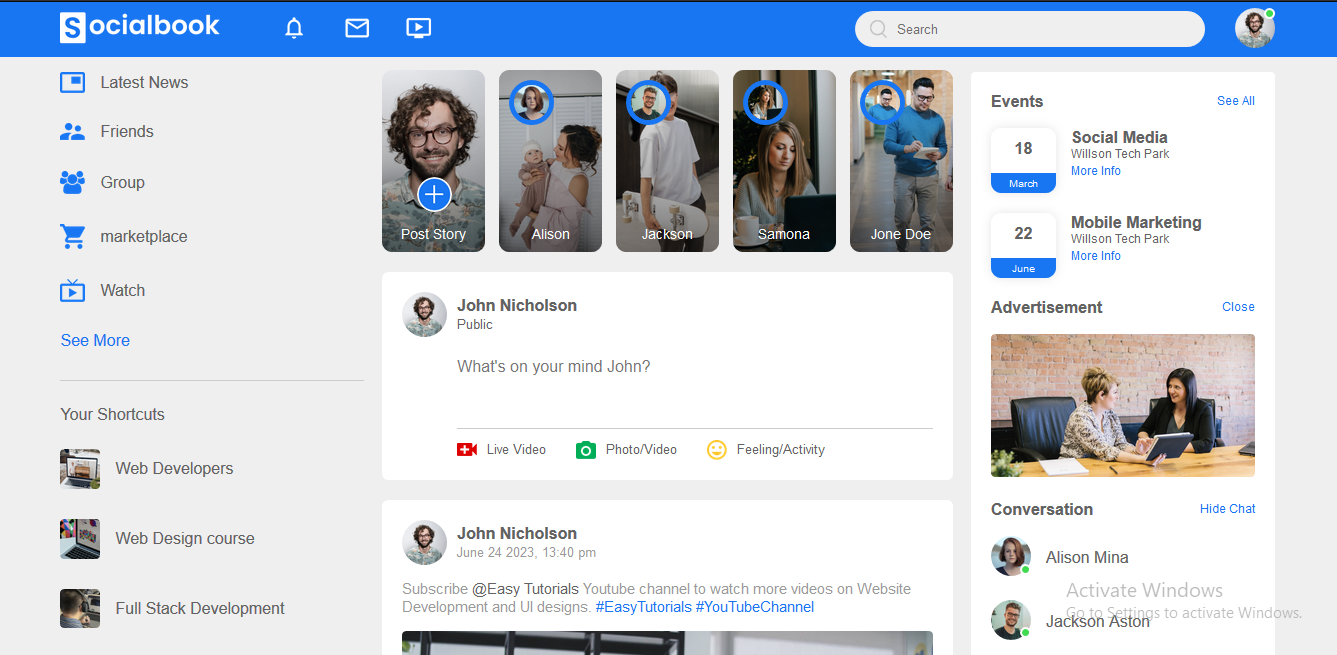 Socialbook
Search
Latest News
Friends
Group
marketplace
Watch
See More
Your Shortcuts
Web Developers
Web Design course
Full Stack Development
Post Story
Alison
Jackson
Samona
Jone Doe
John Nicholson
Public
What's on your mind John?
Live Video
Photo/Video
Feeling/Activity
John Nicholson
June 24 2023, 13:40 pm
Subscribe @Easy Tutorials Youtube channel to watch more videos on Website
Development and UI designs. #EasyTutorials #YouTubeChannel
Events
See All
18
March
Social Media
Willson Tech Park
More Info
22
June
Mobile Marketing
Willson Tech Park
More Info
Advertisement
Close
Conversation
Hide Chat
Alison Mina
Jackson Aston
Activate Windows
Go to Settings to activate Windows.